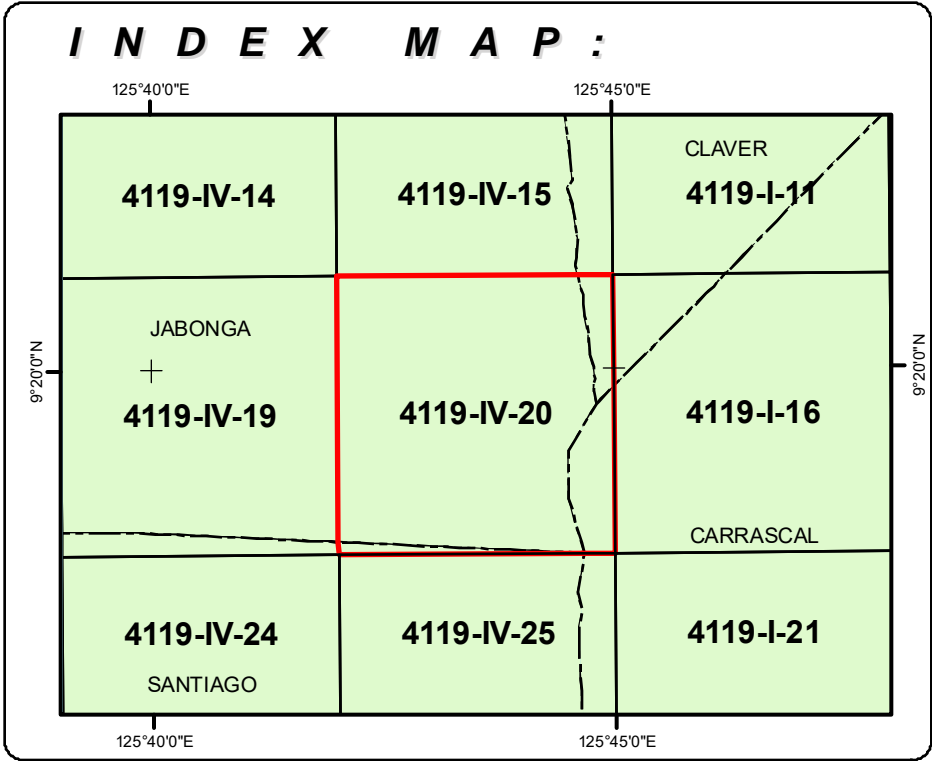 INDEX MAP:
125°40'0"E 125°45'0"E
CLAVER
4119-IV-14 4119-IV-15 4119-I-11
JABONGA
9°20'0"N 9°20'0"N
4119-IV-19 4119-IV-20 4119-I-16
CARRASCAL
4119-IV-24 4119-IV-25 4119-I-21
SANTIAGO
125°40'0"E 125°45'0"E